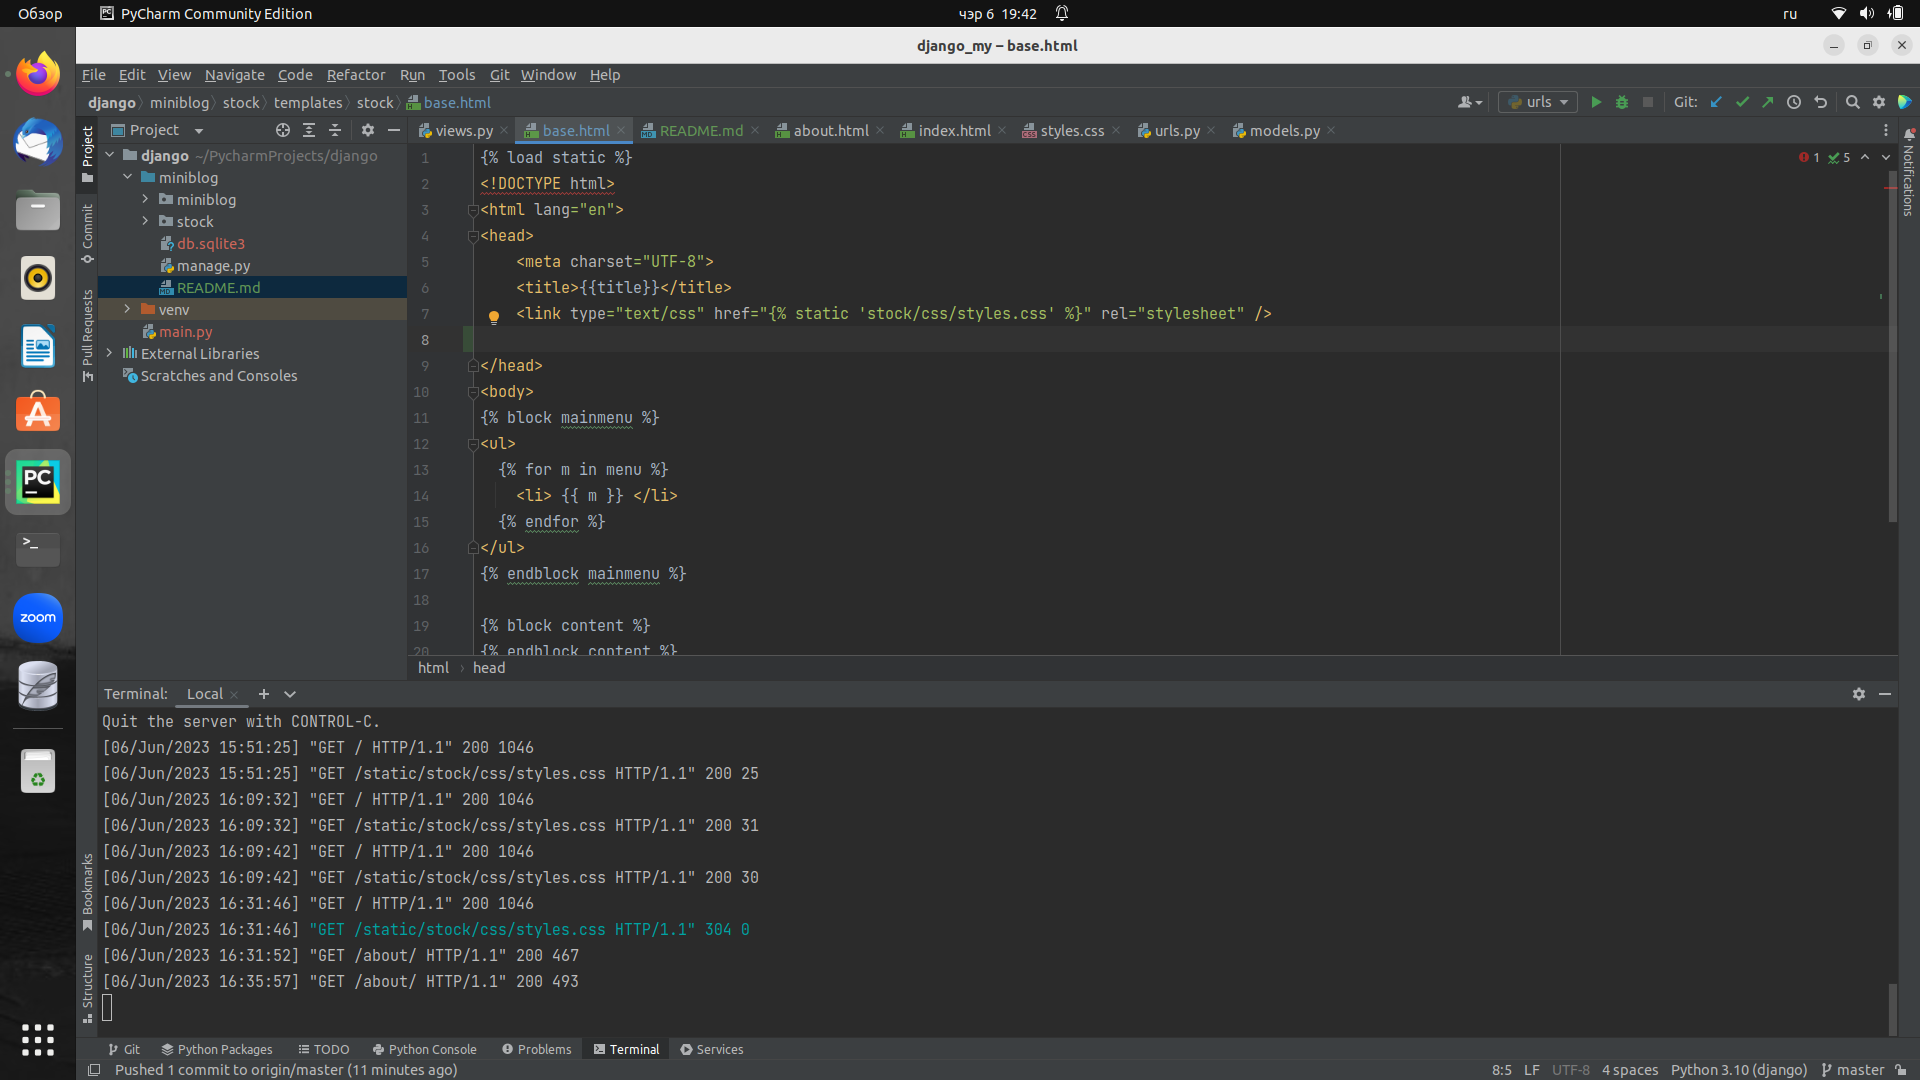 Обзор
PyCharm Community Edition
чэр 6 19:42
ru
django_my – base.html
File Edit View Navigate Code Refactor Run Tools Git Window Help
django miniblog stock templates stock base.html
urls
Git:
Project
views.py base.html README.md about.html index.html styles.css urls.py models.py
django ~/PycharmProjects/django
miniblog
miniblog
stock
db.sqlite3
manage.py
README.md
venv
main.py
External Libraries
Scratches and Consoles
Project
Commit
Pull Requests
Bookmarks
Structure
Notifications
1 5
1 {% load static %}
2 <!DOCTYPE html>
3 <html lang="en">
4 <head>
5 <meta charset="UTF-8">
6 <title>{{title}}</title>
7 <link type="text/css" href="{% static 'stock/css/styles.css' %}" rel="stylesheet" />
8
9 </head>
10 <body>
11 {% block mainmenu %}
12 <ul>
13 {% for m in menu %}
14 <li> {{ m }} </li>
15 {% endfor %}
16 </ul>
17 {% endblock mainmenu %}
18
19 {% block content %}
20 {% endblock content %}
html head
PC
>_
zoom
Terminal: Local
Quit the server with CONTROL-C.
[06/Jun/2023 15:51:25] "GET / HTTP/1.1" 200 1046
[06/Jun/2023 15:51:25] "GET /static/stock/css/styles.css HTTP/1.1" 200 25
[06/Jun/2023 16:09:32] "GET / HTTP/1.1" 200 1046
[06/Jun/2023 16:09:32] "GET /static/stock/css/styles.css HTTP/1.1" 200 31
[06/Jun/2023 16:09:42] "GET / HTTP/1.1" 200 1046
[06/Jun/2023 16:09:42] "GET /static/stock/css/styles.css HTTP/1.1" 200 30
[06/Jun/2023 16:31:46] "GET / HTTP/1.1" 200 1046
[06/Jun/2023 16:31:46] "GET /static/stock/css/styles.css HTTP/1.1" 304 0
[06/Jun/2023 16:31:52] "GET /about/ HTTP/1.1" 200 467
[06/Jun/2023 16:35:57] "GET /about/ HTTP/1.1" 200 493
Git Python Packages TODO Python Console Problems Terminal Services
Pushed 1 commit to origin/master (11 minutes ago)
8:5 LF UTF-8 4 spaces Python 3.10 (django) master